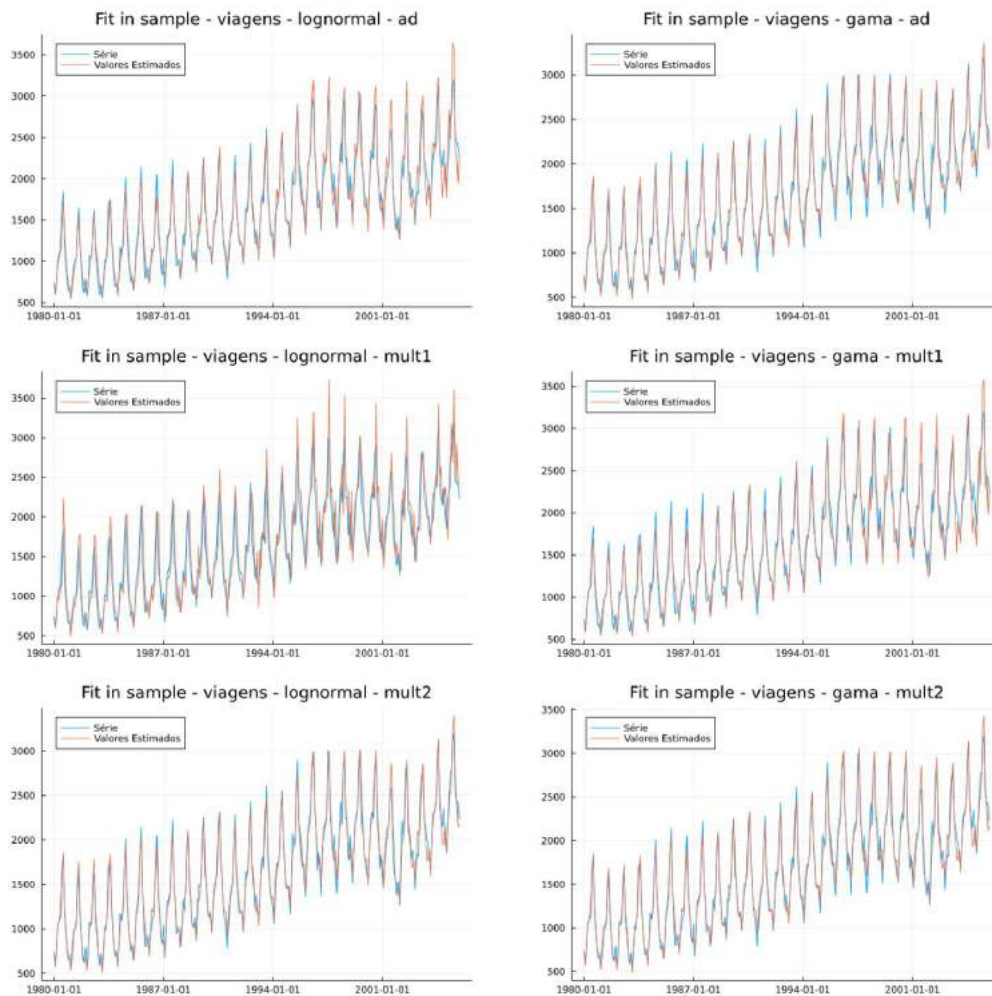 Fit in sample - viagens - lognormal - ad
Série
Valores Estimados
3500
3000
2500
2000
1500
1000
500
1980-01-01 1987-01-01 1994-01-01 2001-01-01
Fit in sample - viagens - gama - ad
Série
Valores Estimados
3000
2500
2000
1500
1000
500
1980-01-01 1987-01-01 1994-01-01 2001-01-01
Fit in sample - viagens - lognormal - mult1
Série
Valores Estimados
3500
3000
2500
2000
1500
1000
500
1980-01-01 1987-01-01 1994-01-01 2001-01-01
Fit in sample - viagens - gama - mult1
Série
Valores Estimados
3500
3000
2500
2000
1500
1000
500
1980-01-01 1987-01-01 1994-01-01 2001-01-01
Fit in sample - viagens - lognormal - mult2
Série
Valores Estimados
3000
2500
2000
1500
1000
500
1980-01-01 1987-01-01 1994-01-01 2001-01-01
Fit in sample - viagens - gama - mult2
Série
Valores Estimados
3500
3000
2500
2000
1500
1000
500
1980-01-01 1987-01-01 1994-01-01 2001-01-01